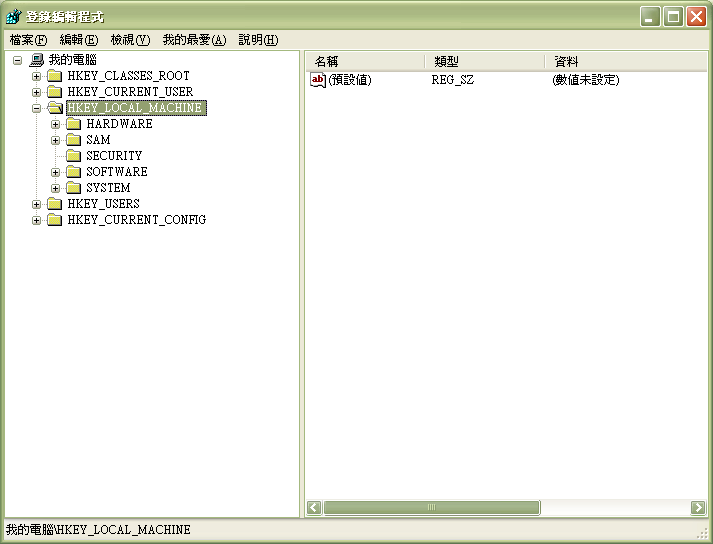 登錄編輯程式
檔案(F) 編輯(E) 檢視(V) 我的最愛(A) 說明(H)
我的電腦
HKEY_CLASSES_ROOT
HKEY_CURRENT_USER
HKEY_LOCAL_MACHINE
HARDWARE
SAM
SECURITY
SOFTWARE
SYSTEM
HKEY_USERS
HKEY_CURRENT_CONFIG
名稱 類型 資料
ab (預設值) REG_SZ (數值未設定)
我的電腦\HKEY_LOCAL_MACHINE